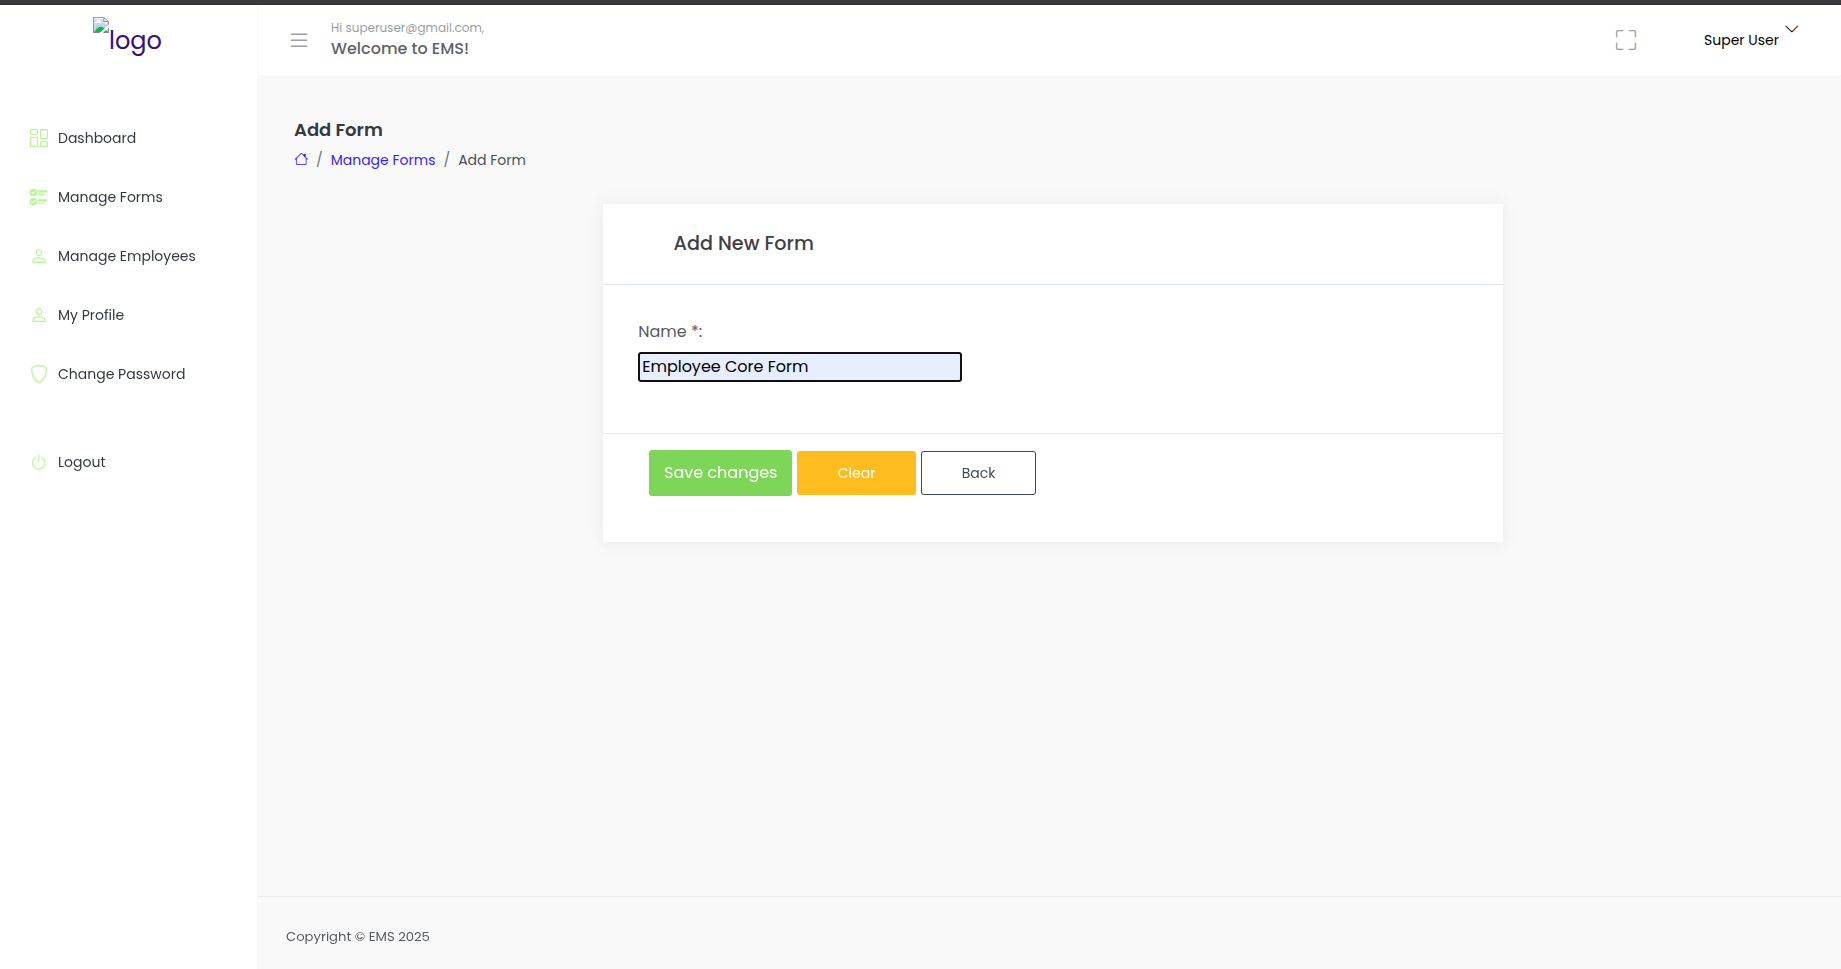 logo
Hi superuser@gmail.com,
Welcome to EMS!
Super User
Dashboard
Manage Forms
Manage Employees
My Profile
Change Password
Logout
Add Form
/ Manage Forms / Add Form
Add New Form
Name *:
Employee Core Form
Save changes
Clear
Back
Copyright © EMS 2025